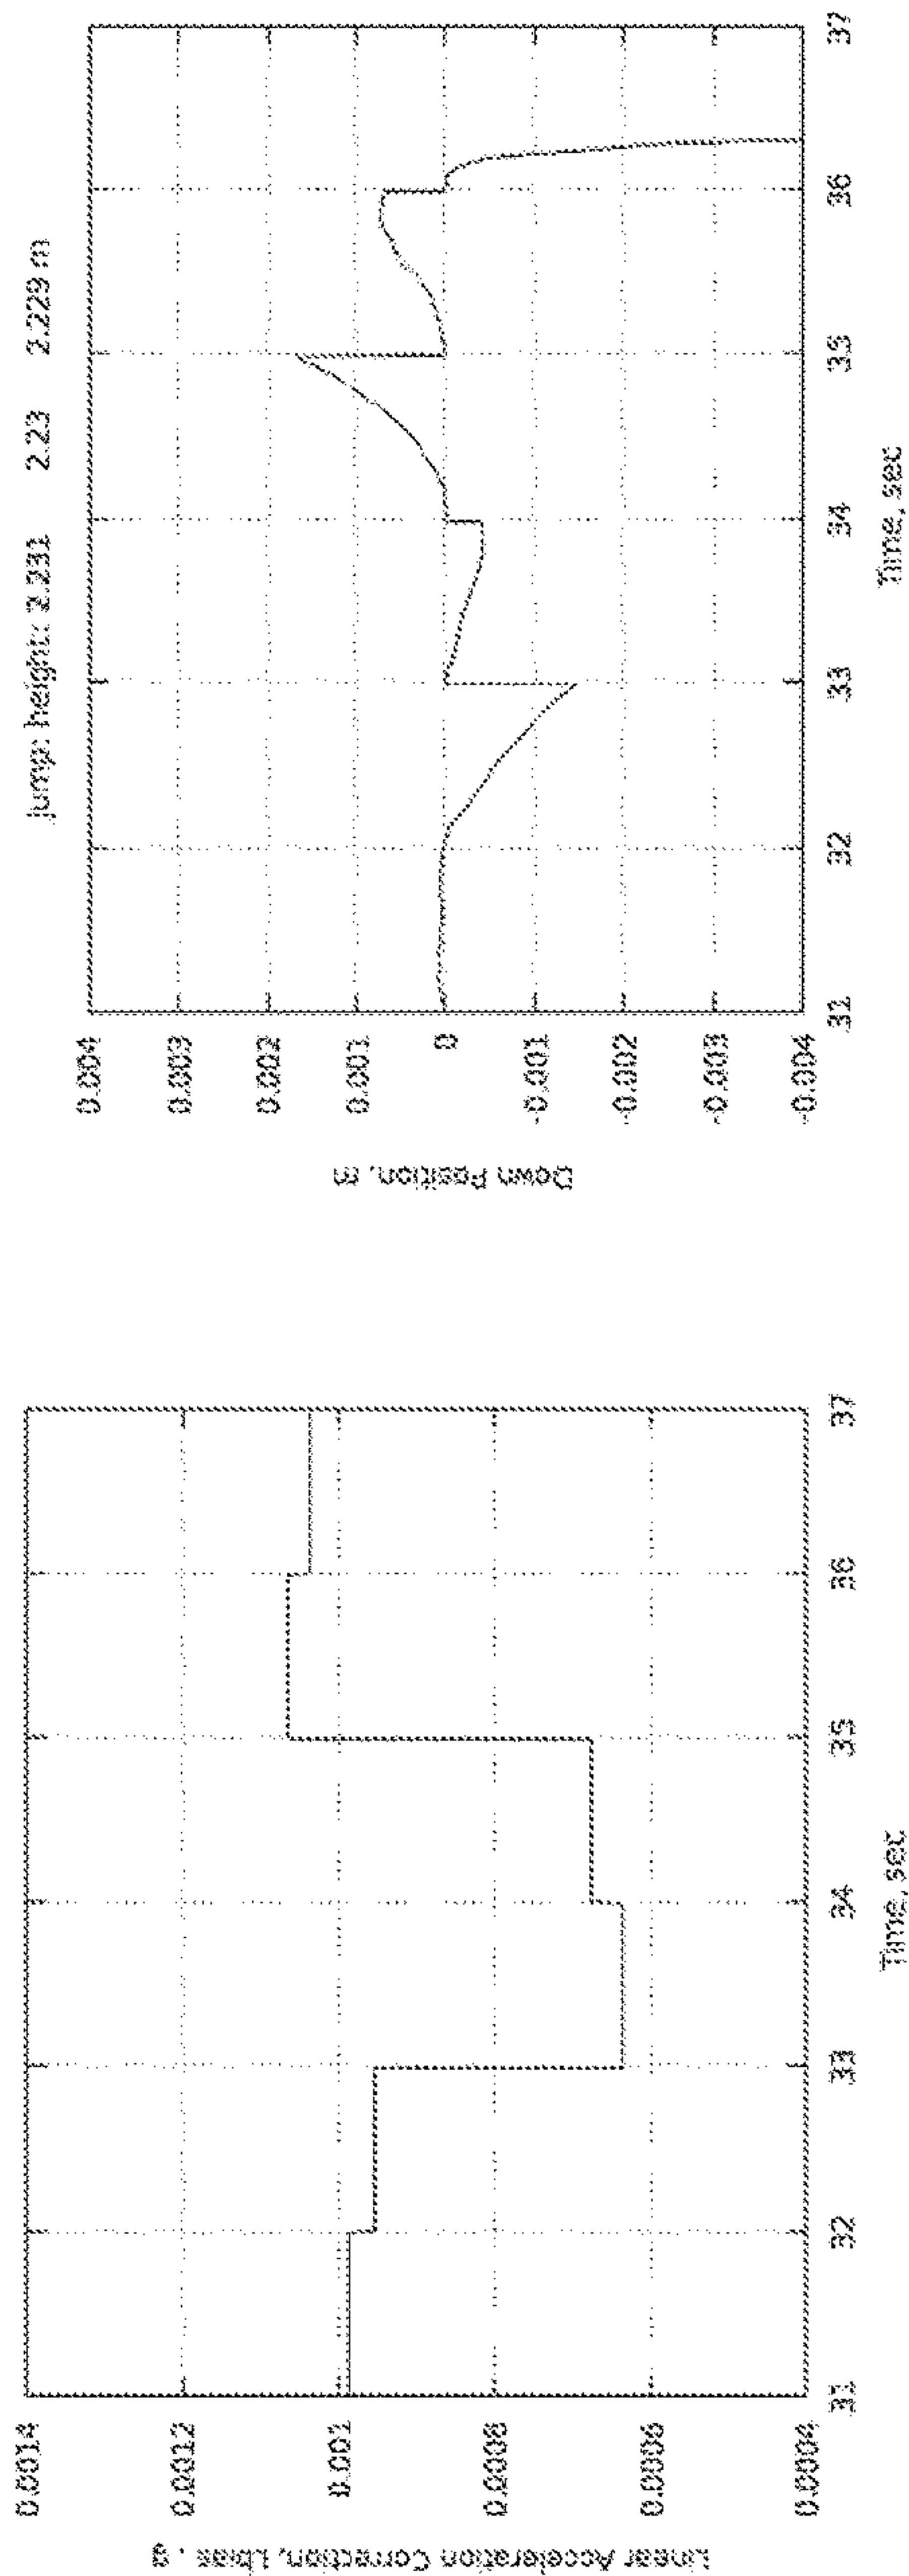 Linear Acceleration Correction, Lbias , g
0.0014
0.0012
0.001
0.0008
0.0006
0.0004
31 32 33 34 35 36 37
Time, sec
jump: height: 2.231 2.23 2.229 m
Down Position, m
0.004
0.003
0.002
0.001
0
-0.001
-0.002
-0.003
-0.004
31 32 33 34 35 36 37
Time, sec